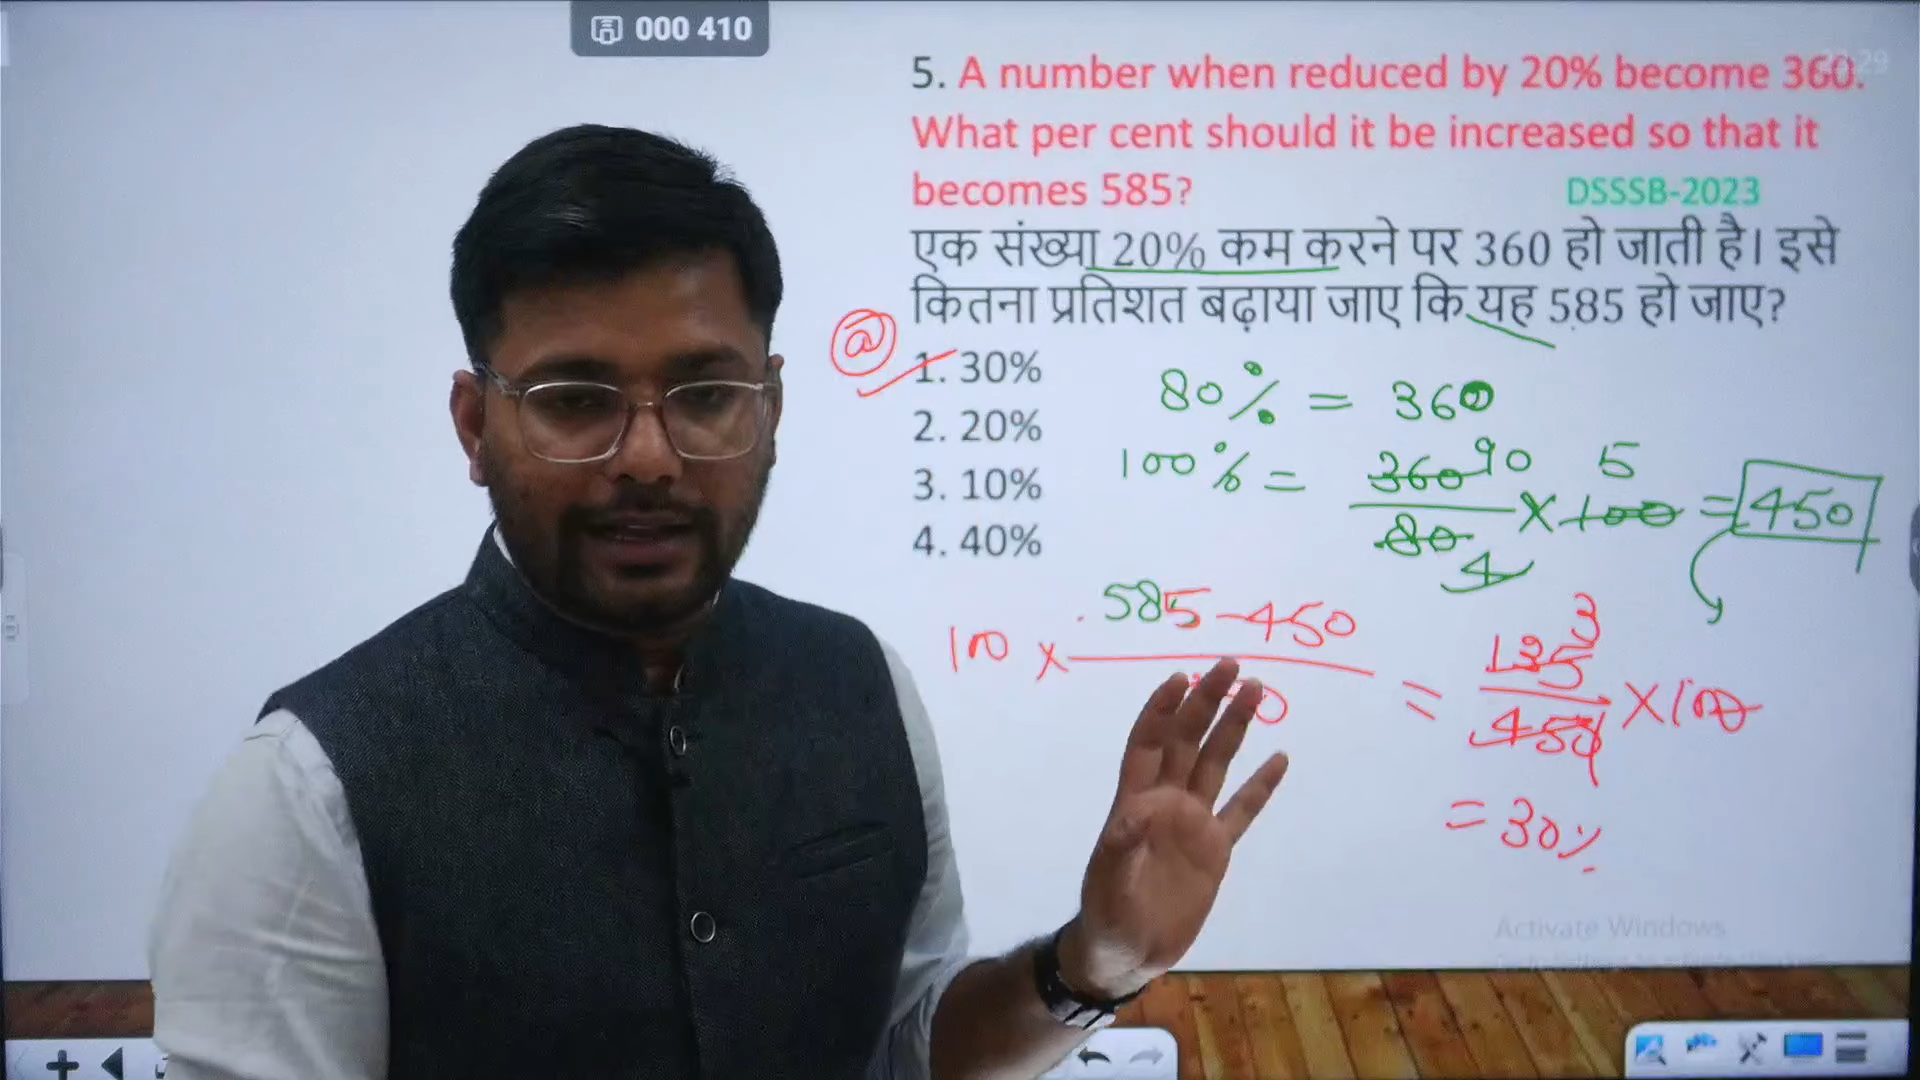 000 410
5. A number when reduced by 20% become 360.
What per cent should it be increased so that it
becomes 585?
DSSSB-2023
एक संख्या 20% कम करने पर 360 हो जाती है। इसे
कितना प्रतिशत बढ़ाया जाए कि यह 585 हो जाए?
a
1. 30%
2. 20%
3. 10%
4. 40%
80% = 360
100% = 360 90 / 80 4 × 100 5 = 450
100 × 585 - 450
= 135 3 / 450 × 100
= 30%
Activate Windows